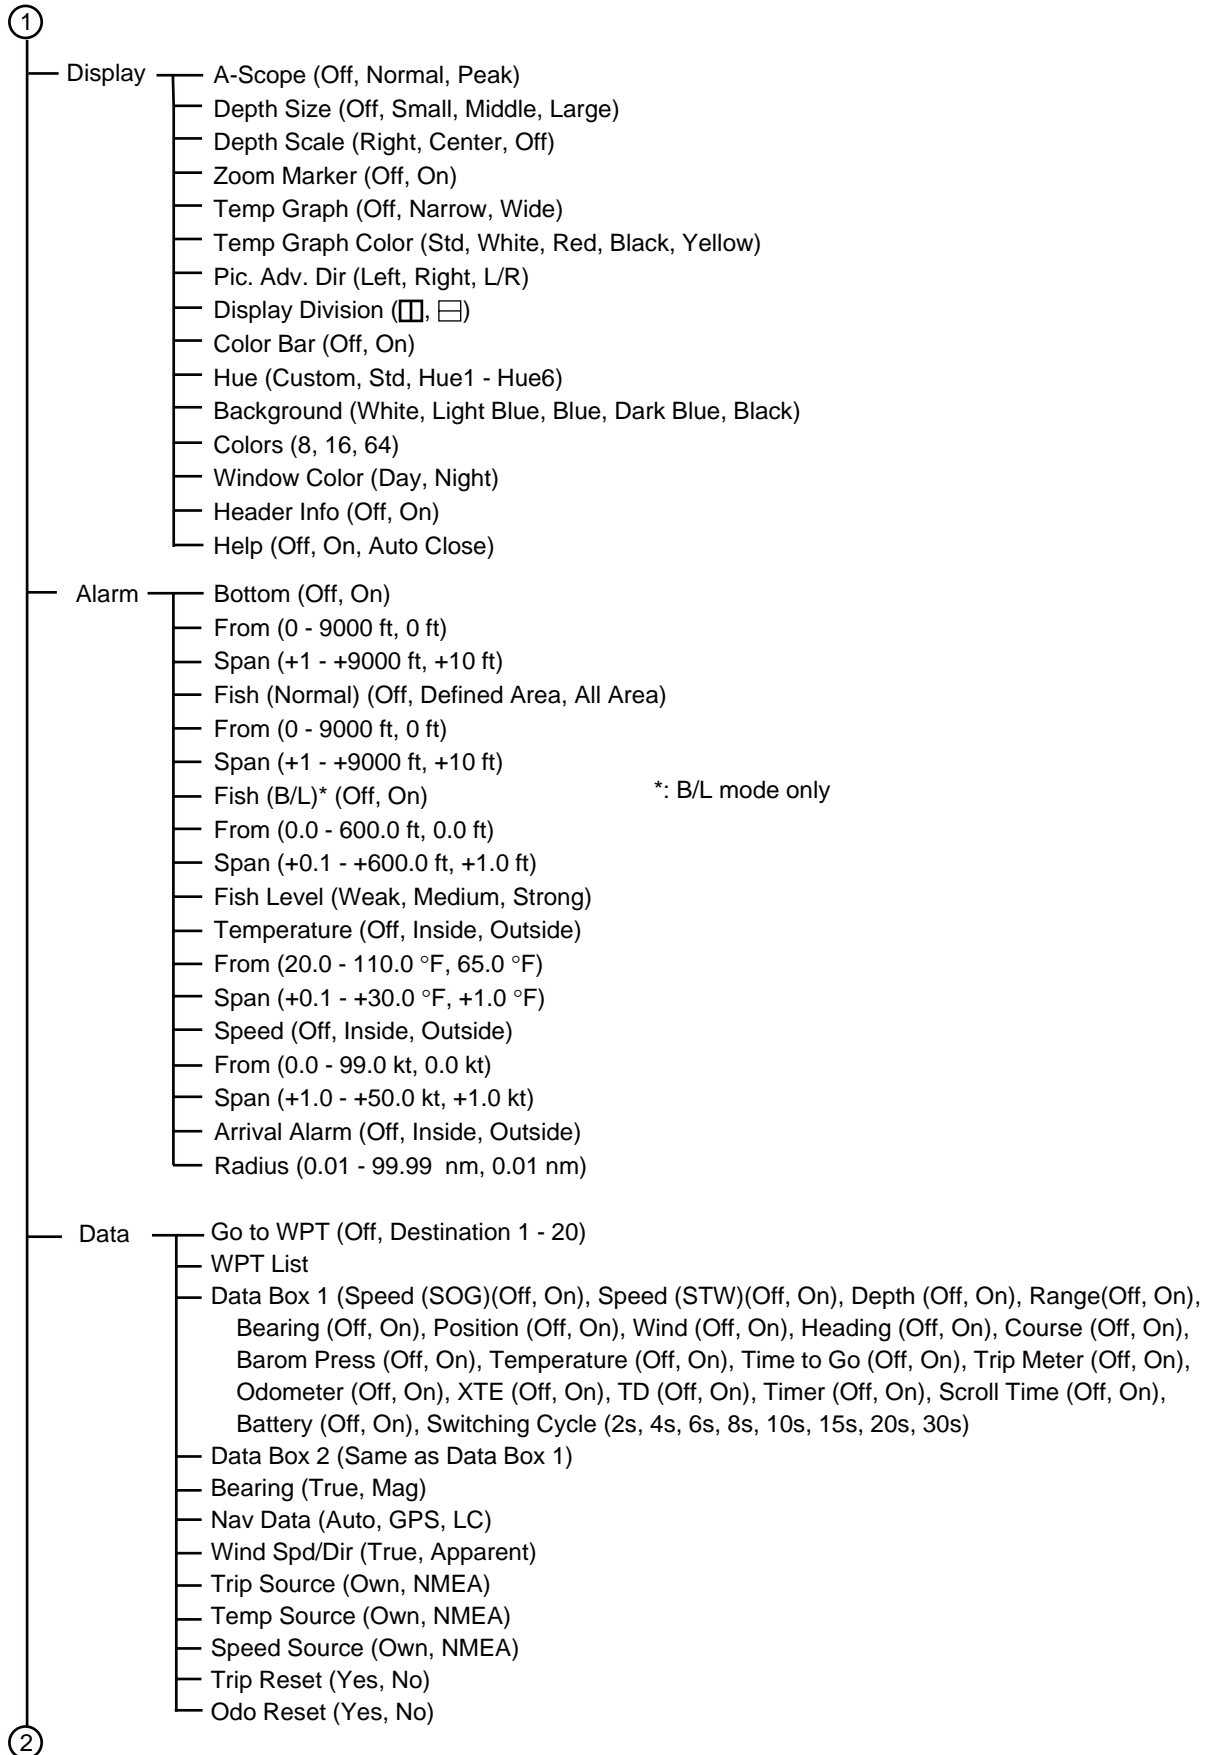 1
Display
A-Scope (Off, Normal, Peak)
Depth Size (Off, Small, Middle, Large)
Depth Scale (Right, Center, Off)
Zoom Marker (Off, On)
Temp Graph (Off, Narrow, Wide)
Temp Graph Color (Std, White, Red, Black, Yellow)
Pic. Adv. Dir (Left, Right, L/R)
Display Division (, )
Color Bar (Off, On)
Hue (Custom, Std, Hue1 - Hue6)
Background (White, Light Blue, Blue, Dark Blue, Black)
Colors (8, 16, 64)
Window Color (Day, Night)
Header Info (Off, On)
Help (Off, On, Auto Close)
Alarm
Bottom (Off, On)
From (0 - 9000 ft, 0 ft)
Span (+1 - +9000 ft, +10 ft)
Fish (Normal) (Off, Defined Area, All Area)
From (0 - 9000 ft, 0 ft)
Span (+1 - +9000 ft, +10 ft)
Fish (B/L)* (Off, On)
*: B/L mode only
From (0.0 - 600.0 ft, 0.0 ft)
Span (+0.1 - +600.0 ft, +1.0 ft)
Fish Level (Weak, Medium, Strong)
Temperature (Off, Inside, Outside)
From (20.0 - 110.0 °F, 65.0 °F)
Span (+0.1 - +30.0 °F, +1.0 °F)
Speed (Off, Inside, Outside)
From (0.0 - 99.0 kt, 0.0 kt)
Span (+1.0 - +50.0 kt, +1.0 kt)
Arrival Alarm (Off, Inside, Outside)
Radius (0.01 - 99.99  nm, 0.01 nm)
Data
Go to WPT (Off, Destination 1 - 20)
WPT List
Data Box 1 (Speed (SOG)(Off, On), Speed (STW)(Off, On), Depth (Off, On), Range(Off, On),
Bearing (Off, On), Position (Off, On), Wind (Off, On), Heading (Off, On), Course (Off, On),
Barom Press (Off, On), Temperature (Off, On), Time to Go (Off, On), Trip Meter (Off, On),
Odometer (Off, On), XTE (Off, On), TD (Off, On), Timer (Off, On), Scroll Time (Off, On),
Battery (Off, On), Switching Cycle (2s, 4s, 6s, 8s, 10s, 15s, 20s, 30s)
Data Box 2 (Same as Data Box 1)
Bearing (True, Mag)
Nav Data (Auto, GPS, LC)
Wind Spd/Dir (True, Apparent)
Trip Source (Own, NMEA)
Temp Source (Own, NMEA)
Speed Source (Own, NMEA)
Trip Reset (Yes, No)
Odo Reset (Yes, No)
2